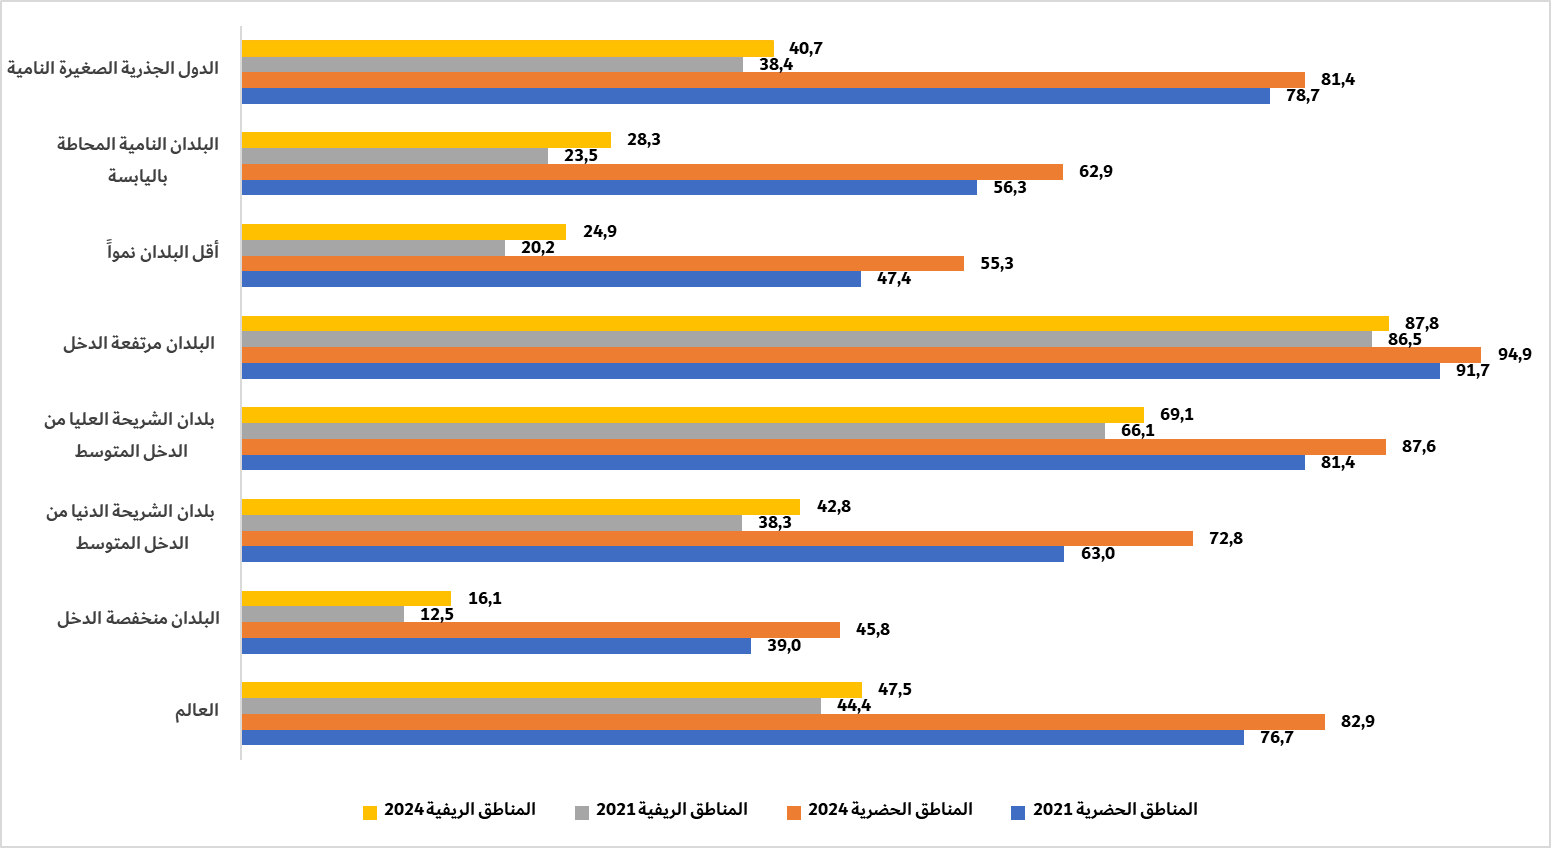 40,7
الدول الجذرية الصغيرة النامية
38,4
81,4
78,7
28,3
البلدان النامية المحاطة
باليابسة
23,5
62,9
56,3
24,9
أقل البلدان نمواً
20,2
55,3
47,4
87,8
البلدان مرتفعة الدخل
86,5
94,9
91,7
69,1
بلدان الشريحة العليا من
الدخل المتوسط
66,1
87,6
81,4
42,8
بلدان الشريحة الدنيا من
الدخل المتوسط
38,3
72,8
63,0
16,1
البلدان منخفصة الدخل
12,5
45,8
39,0
47,5
العالم
44,4
82,9
76,7
المناطق الحضرية 2021
المناطق الحضرية 2024
المناطق الريفية 2021
المناطق الريفية 2024